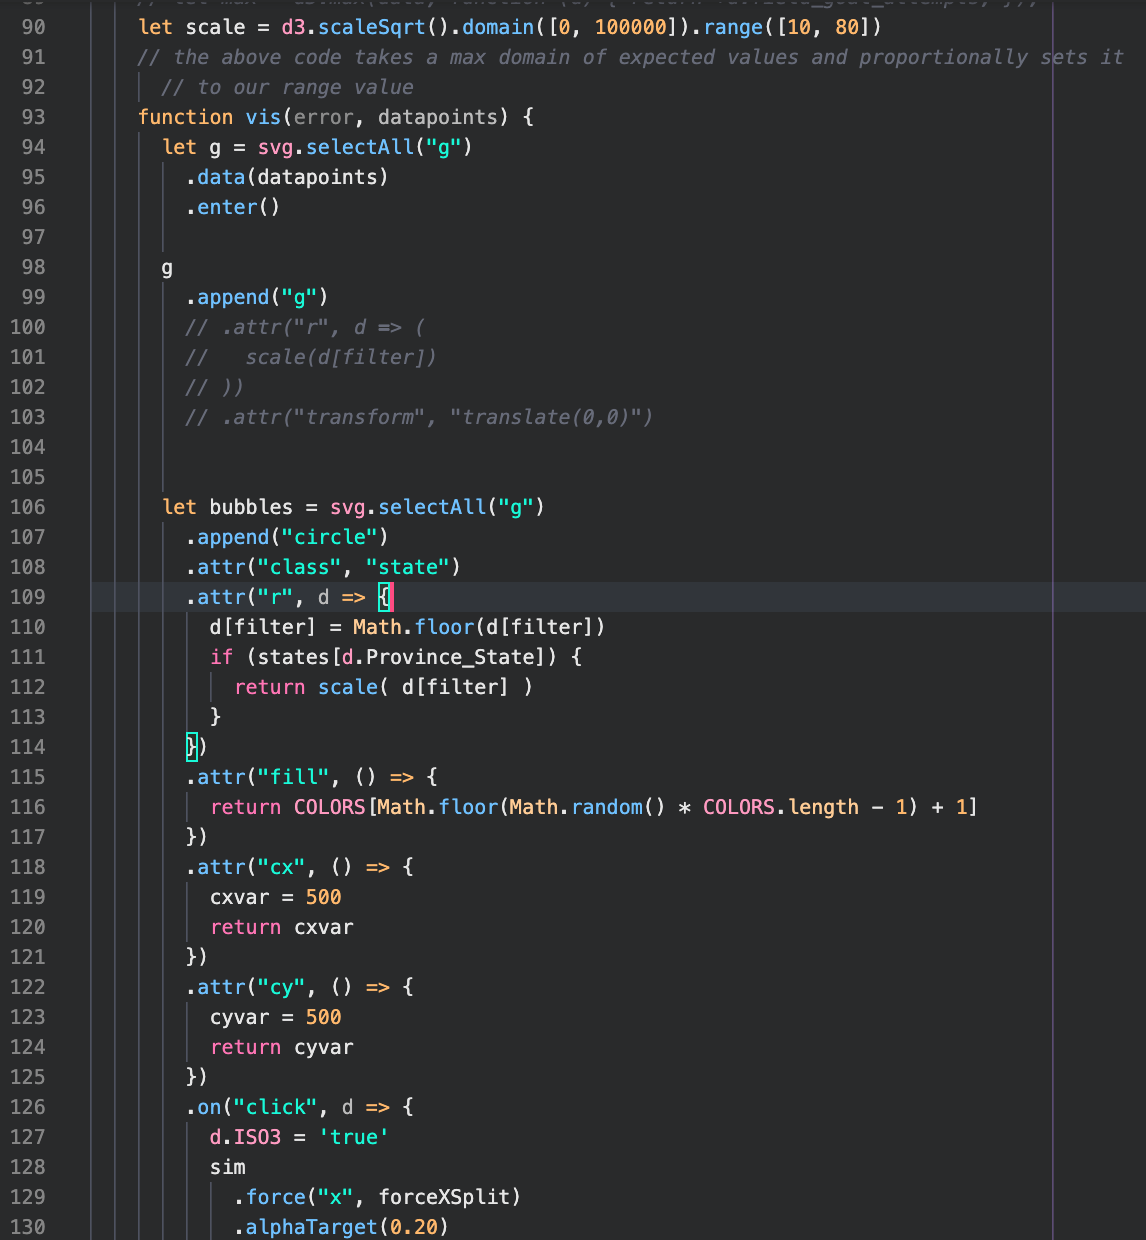 90 let scale = d3.scaleSqrt().domain([0, 100000]).range([10, 80])
91 // the above code takes a max domain of expected values and proportionally sets it
92 // to our range value
93 function vis(error, datapoints) {
94 let g = svg.selectAll("g")
95 .data(datapoints)
96 .enter()
97
98 g
99 .append("g")
100 // .attr("r", d => (
101 //   scale(d[filter])
102 // ))
103 // .attr("transform", "translate(0,0)")
104
105
106 let bubbles = svg.selectAll("g")
107 .append("circle")
108 .attr("class", "state")
109 .attr("r", d => {
110 d[filter] = Math.floor(d[filter])
111 if (states[d.Province_State]) {
112 return scale( d[filter] )
113 }
114 })
115 .attr("fill", () => {
116 return COLORS[Math.floor(Math.random() * COLORS.length - 1) + 1]
117 })
118 .attr("cx", () => {
119 cxvar = 500
120 return cxvar
121 })
122 .attr("cy", () => {
123 cyvar = 500
124 return cyvar
125 })
126 .on("click", d => {
127 d.ISO3 = 'true'
128 sim
129 .force("x", forceXSplit)
130 .alphaTarget(0.20)